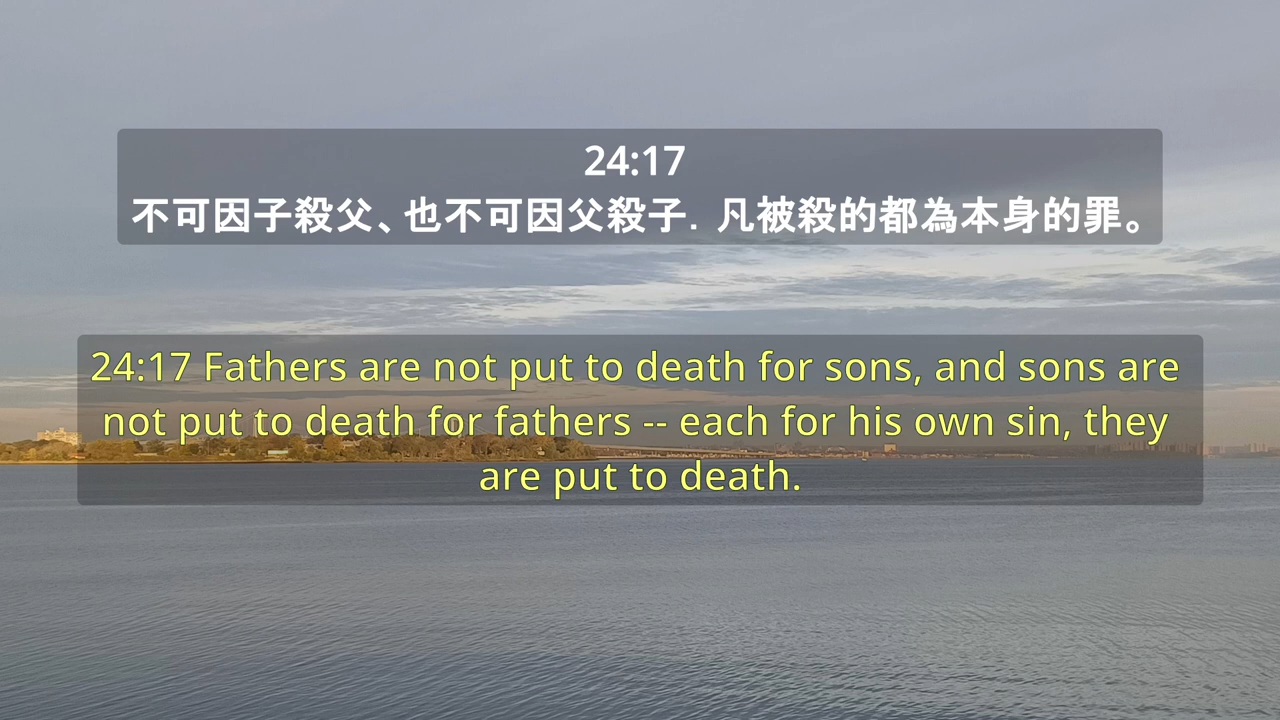 24:17
不可因子殺父、也不可因父殺子．凡被殺的都為本身的罪。
24:17 Fathers are not put to death for sons, and sons are
not put to death for fathers -- each for his own sin, they
are put to death.